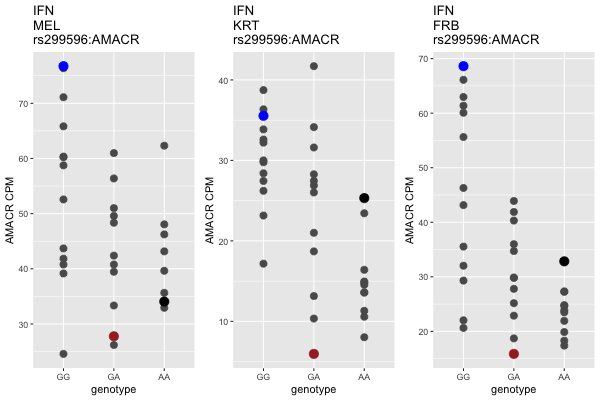 IFN
MEL
rs299596:AMACR
AMACR CPM
70
60
50
40
30
GG GA AA
genotype
IFN
KRT
rs299596:AMACR
AMACR CPM
40
30
20
10
GG GA AA
genotype
IFN
FRB
rs299596:AMACR
AMACR CPM
70
60
50
40
30
20
GG GA AA
genotype